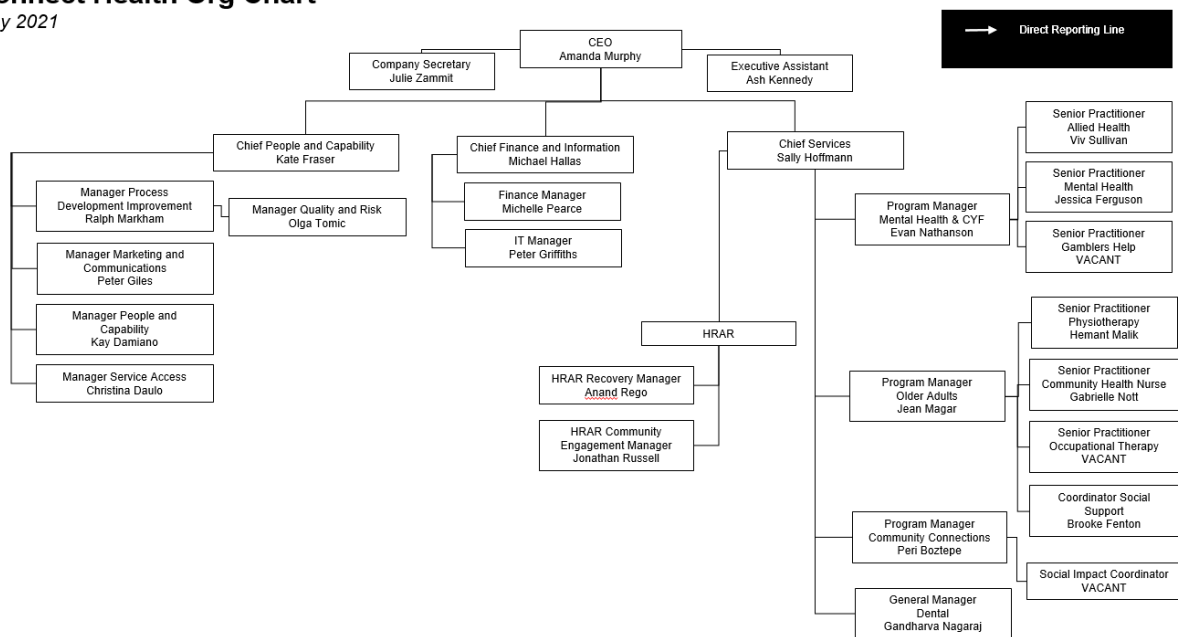 onnect Health Org Chart
y 2021
Direct Reporting Line
CEO
Amanda Murphy
Company Secretary
Julie Zammit
Executive Assistant
Ash Kennedy
Chief People and Capability
Kate Fraser
Chief Finance and Information
Michael Hallas
Chief Services
Sally Hoffmann
Manager Process
Development Improvement
Ralph Markham
Manager Quality and Risk
Olga Tomic
Manager Marketing and
Communications
Peter Giles
Manager People and
Capability
Kay Damiano
Manager Service Access
Christina Daulo
Finance Manager
Michelle Pearce
IT Manager
Peter Griffiths
HRAR
HRAR Recovery Manager
Anand Rego
HRAR Community
Engagement Manager
Jonathan Russell
Program Manager
Mental Health & CYF
Evan Nathanson
Senior Practitioner
Allied Health
Viv Sullivan
Senior Practitioner
Mental Health
Jessica Ferguson
Senior Practitioner
Gamblers Help
VACANT
Program Manager
Older Adults
Jean Magar
Senior Practitioner
Physiotherapy
Hemant Malik
Senior Practitioner
Community Health Nurse
Gabrielle Nott
Senior Practitioner
Occupational Therapy
VACANT
Coordinator Social
Support
Brooke Fenton
Program Manager
Community Connections
Peri Boztepe
Social Impact Coordinator
VACANT
General Manager
Dental
Gandharva Nagaraj